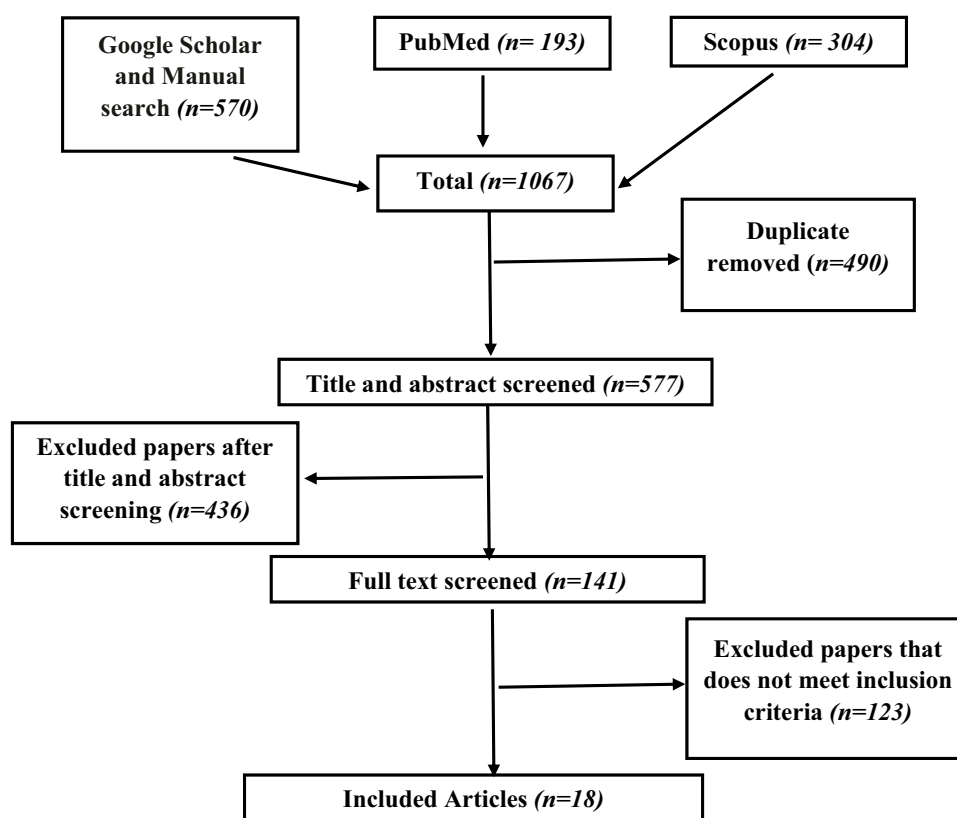 Google Scholar
and Manual
search (n=570)
PubMed (n= 193)
Scopus (n= 304)
Total (n=1067)
Duplicate
removed (n=490)
Title and abstract screened (n=577)
Excluded papers after
title and abstract
screening (n=436)
Full text screened (n=141)
Excluded papers that
does not meet inclusion
criteria (n=123)
Included Articles (n=18)